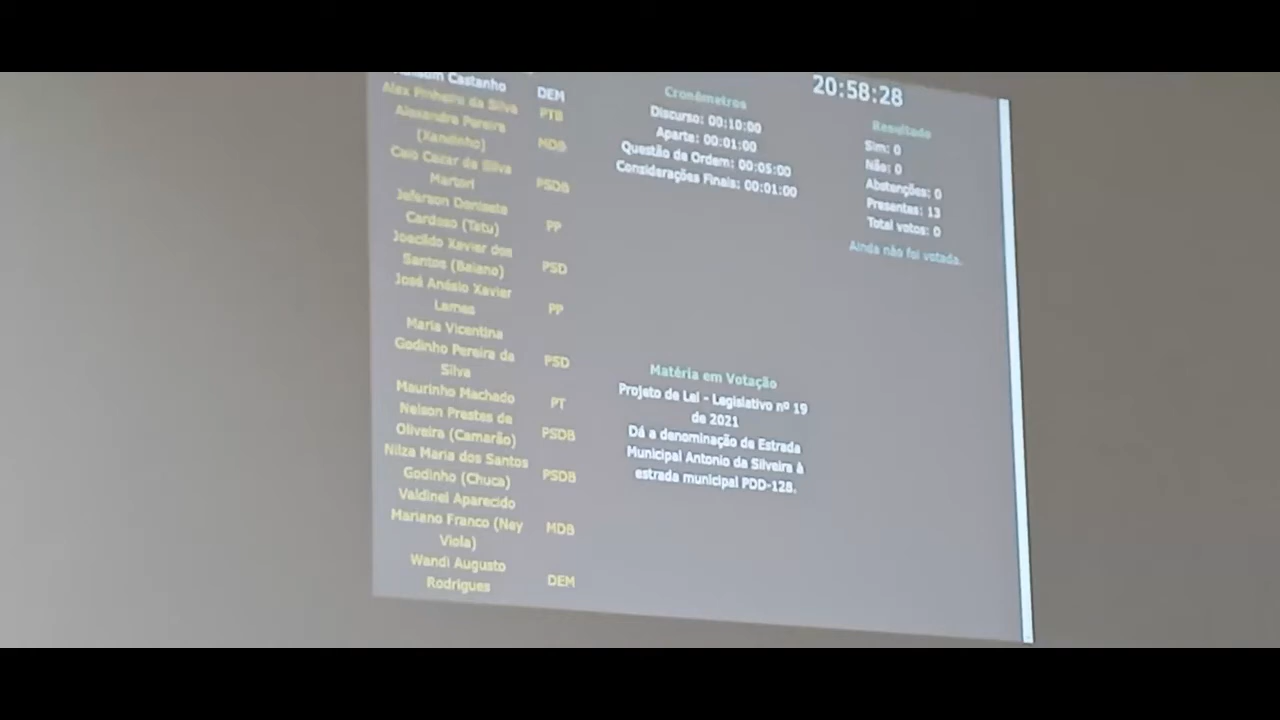 Castanho DEM
Alex Pinheiro da Silva PTB
Alexandre Pereira
(Xandinho) MDB
Caio Cezar da Silva
Martori PSDB
Jeferson Donisete
Cardoso (Tatu) PP
Joacildo Xavier dos
Santos (Baiano) PSD
José Anésio Xavier
Lemes PP
Maria Vicentina
Godinho Pereira da
Silva PSD
Maurinho Machado PT
Nelson Prestes de
Oliveira (Camarão) PSDB
Nilza Maria dos Santos
Godinho (Chuca) PSDB
Valdinei Aparecido
Mariano Franco (Ney
Viola) MDB
Wandi Augusto
Rodrigues DEM
Cronômetros
Discurso: 00:10:00
Aparte: 00:01:00
Questão de Ordem: 00:05:00
Considerações Finais: 00:01:00
Matéria em Votação
Projeto de Lei - Legislativo nº 19
de 2021
Dá a denominação de Estrada
Municipal Antonio da Silveira à
estrada municipal PDD-128.
20:58:28
Resultado
Sim: 0
Não: 0
Abstenções: 0
Presentes: 13
Total votos: 0
Ainda não foi votada.